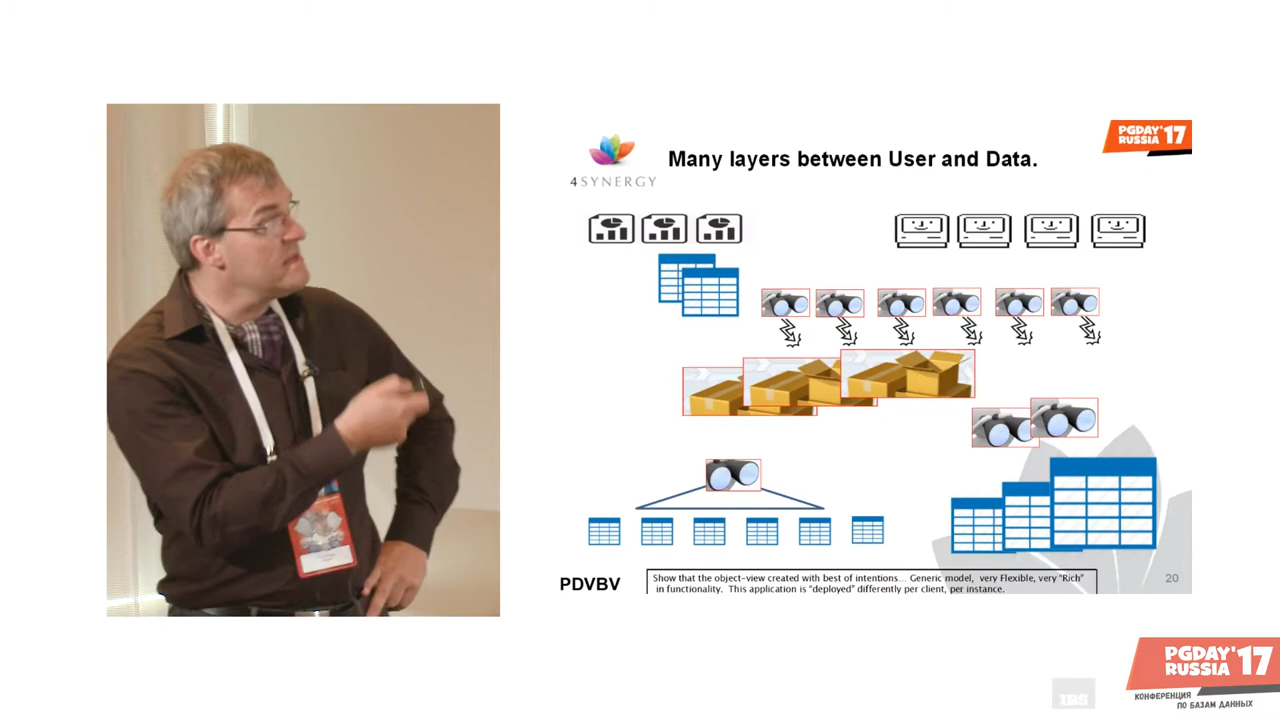 PGDAY'17
RUSSIA
4SYNERGY
Many layers between User and Data.
PDVBV
Show that the object-view created with best of intentions... Generic model, very Flexible, very "Rich"
in functionality. This application is "deployed" differently per client, per instance.
20
PGDAY'17
RUSSIA
КОНФЕРЕНЦИЯ
ПО БАЗАМ ДАННЫХ
IBS